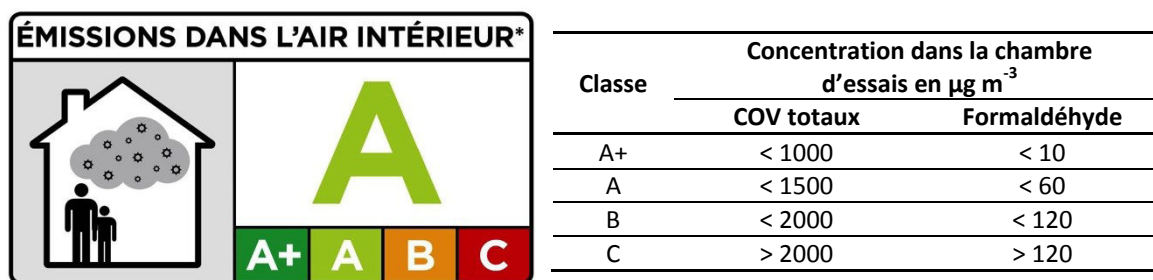 ÉMISSIONS DANS L'AIR INTÉRIEUR*
A
A+ A B C
Classe Concentration dans la chambre
d'essais en µg m⁻³
COV totaux Formaldéhyde
A+ < 1000 < 10
A < 1500 < 60
B < 2000 < 120
C > 2000 > 120